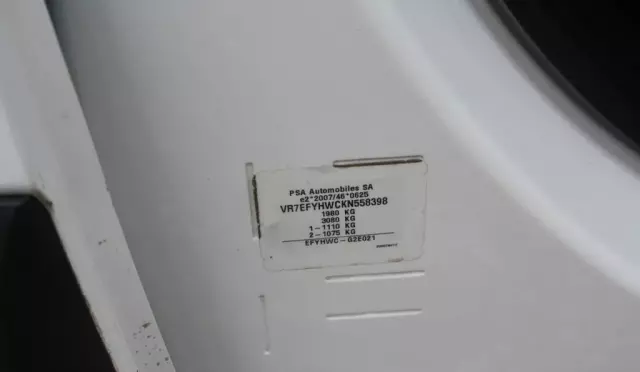 PSA Automobiles SA
e2*2007/46*0625
VR7EFYHWCKN558398
1980 KG
3080 KG
1-1110 KG
2-1075 KG
EFYHWC-G2E021